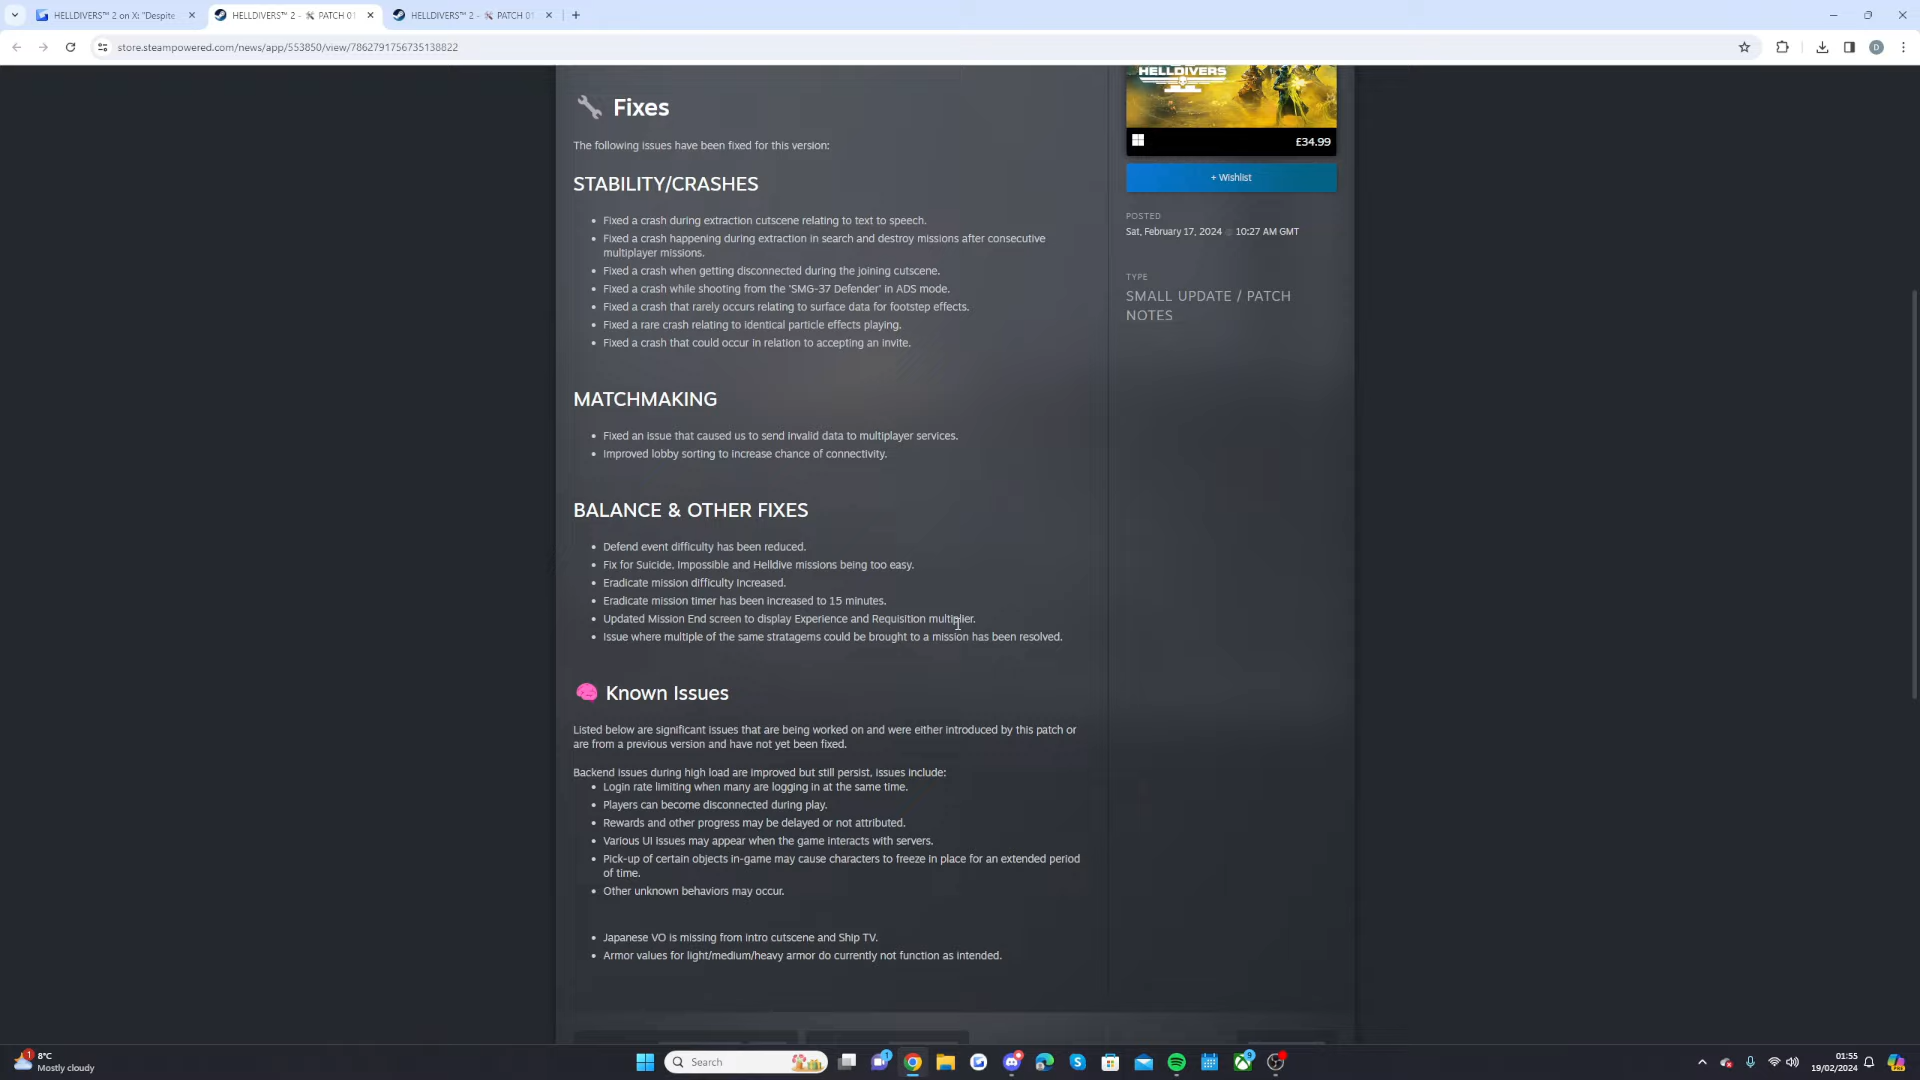 HELLDIVERS™ 2 on X: "Despite
HELLDIVERS™ 2 - 🛠 PATCH 01
HELLDIVERS™ 2 - 🛠 PATCH 01
store.steampowered.com/news/app/553850/view/7862791756735138822
D
HELLDIVERS
£34.99
+ Wishlist
POSTED
Sat, February 17, 2024 @ 10:27 AM GMT
TYPE
SMALL UPDATE / PATCH
NOTES
Fixes
The following issues have been fixed for this version:
STABILITY/CRASHES
• Fixed a crash during extraction cutscene relating to text to speech.
• Fixed a crash happening during extraction in search and destroy missions after consecutive
multiplayer missions.
• Fixed a crash when getting disconnected during the joining cutscene.
• Fixed a crash while shooting from the 'SMG-37 Defender' in ADS mode.
• Fixed a crash that rarely occurs relating to surface data for footstep effects.
• Fixed a rare crash relating to identical particle effects playing.
• Fixed a crash that could occur in relation to accepting an invite.
MATCHMAKING
• Fixed an issue that caused us to send invalid data to multiplayer services.
• Improved lobby sorting to increase chance of connectivity.
BALANCE & OTHER FIXES
• Defend event difficulty has been reduced.
• Fix for Suicide, Impossible and Helldive missions being too easy.
• Eradicate mission difficulty increased.
• Eradicate mission timer has been increased to 15 minutes.
• Updated Mission End screen to display Experience and Requisition multiplier.
• Issue where multiple of the same stratagems could be brought to a mission has been resolved.
Known Issues
Listed below are significant issues that are being worked on and were either introduced by this patch or
are from a previous version and have not yet been fixed.
Backend issues during high load are improved but still persist, issues include:
• Login rate limiting when many are logging in at the same time.
• Players can become disconnected during play.
• Rewards and other progress may be delayed or not attributed.
• Various UI issues may appear when the game interacts with servers.
• Pick-up of certain objects in-game may cause characters to freeze in place for an extended period
of time.
• Other unknown behaviors may occur.
• Japanese VO is missing from intro cutscene and Ship TV.
• Armor values for light/medium/heavy armor do currently not function as intended.
1
8°C
Mostly cloudy
Search
1
9
01:55
19/02/2024
PRE